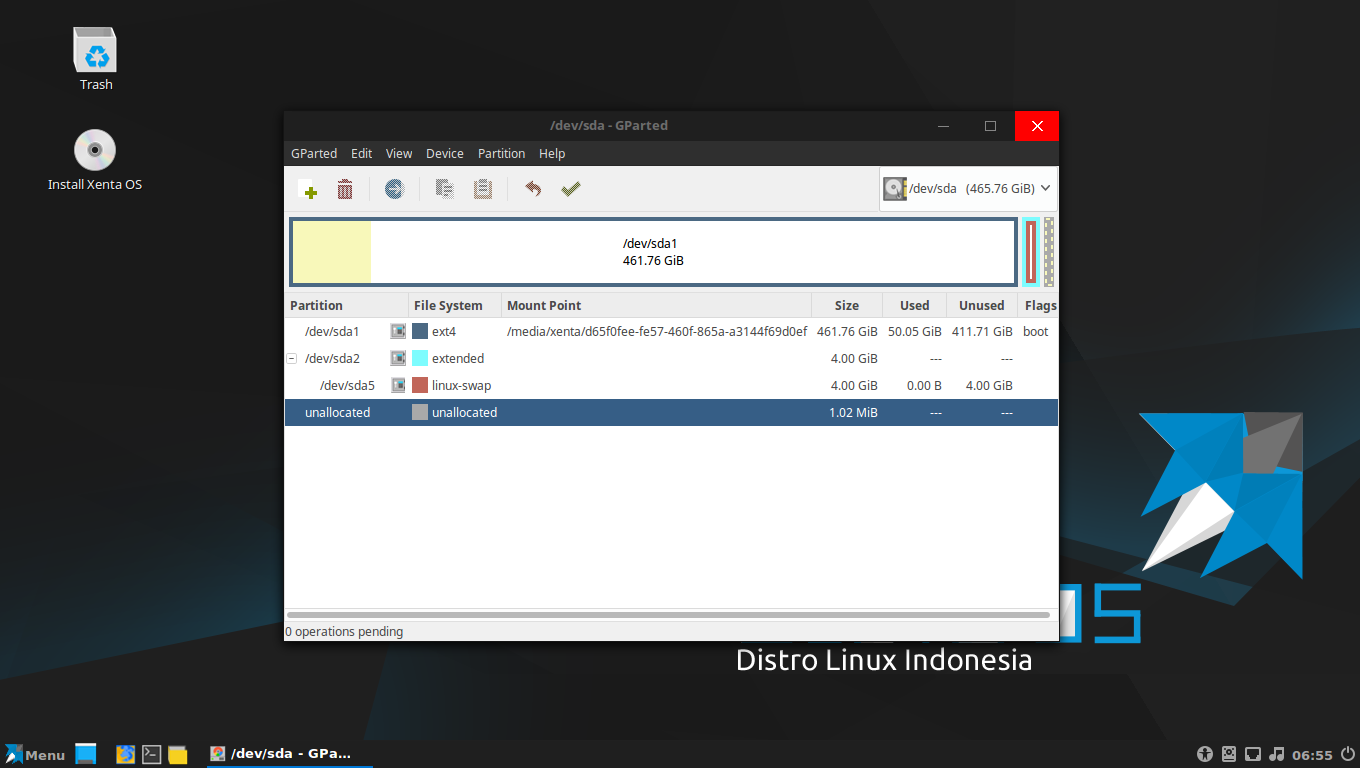 Trash
Install Xenta OS
/dev/sda - GParted
GParted Edit View Device Partition Help
/dev/sda (465.76 GiB)
/dev/sda1
461.76 GiB
Partition File System Mount Point Size Used Unused Flags
/dev/sda1 ext4 /media/xenta/d65f0fee-fe57-460f-865a-a3144f69d0ef 461.76 GiB 50.05 GiB 411.71 GiB boot
/dev/sda2 extended 4.00 GiB --- ---
/dev/sda5 linux-swap 4.00 GiB 0.00 B 4.00 GiB
unallocated unallocated 1.02 MiB --- ---
0 operations pending
OS
Distro Linux Indonesia
Menu /dev/sda - GPa... 06:55